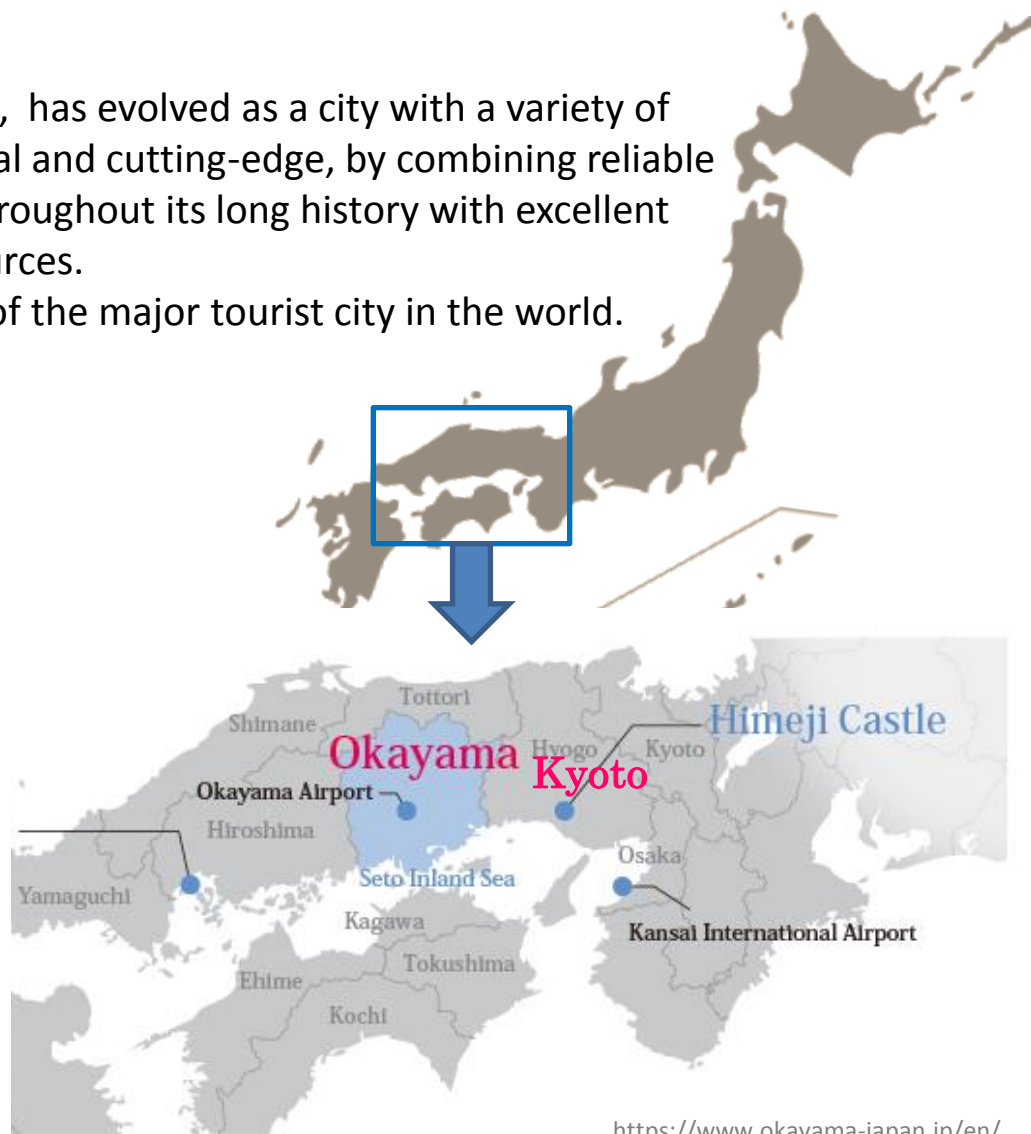 , has evolved as a city with a variety of
al and cutting-edge, by combining reliable
roughout its long history with excellent
urces.
of the major tourist city in the world.
Tottori
Shimane
Himeji Castle
Okayama
Hyogo
Kyoto
Kyoto
Okayama Airport
Hiroshima
Osaka
Seto Inland Sea
Yamaguchi
Kagawa
Kansai International Airport
Tokushima
Ehime
Kochi
https://www.okayama-japan.jp/en/